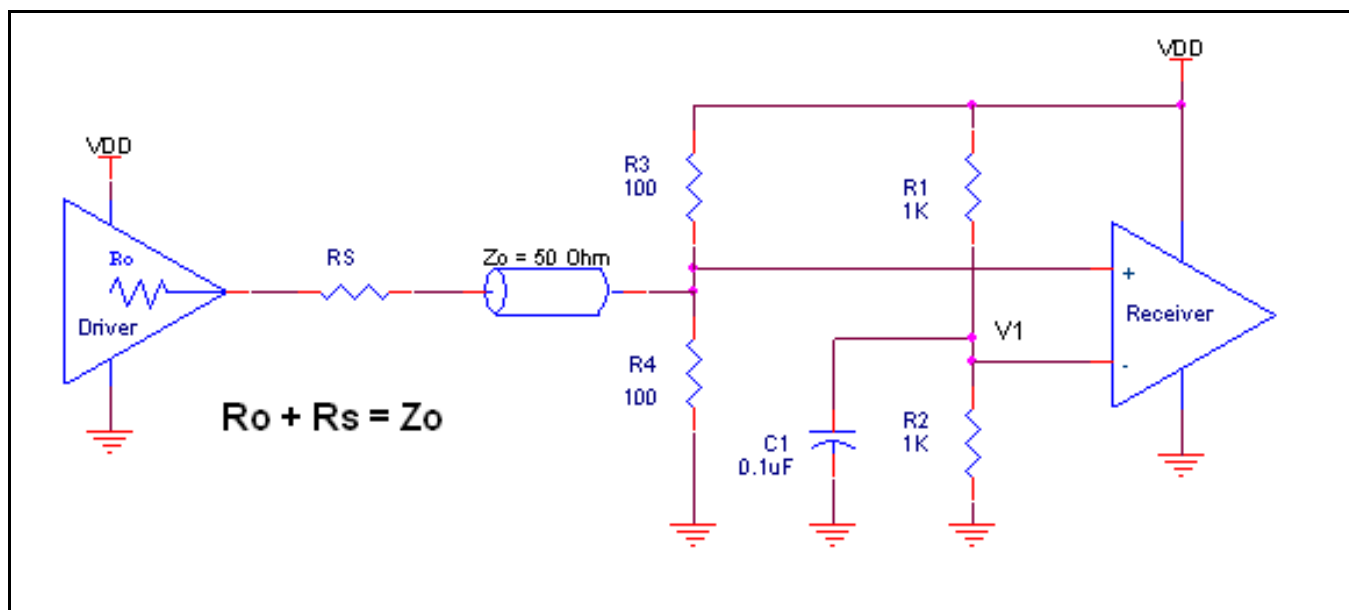 VDD
VDD
R3
100
R1
1K
Ro
RS
Zo = 50 Ohm
+
Driver
Receiver
V1
-
R4
100
Ro + Rs = Zo
C1
0.1uF
R2
1K